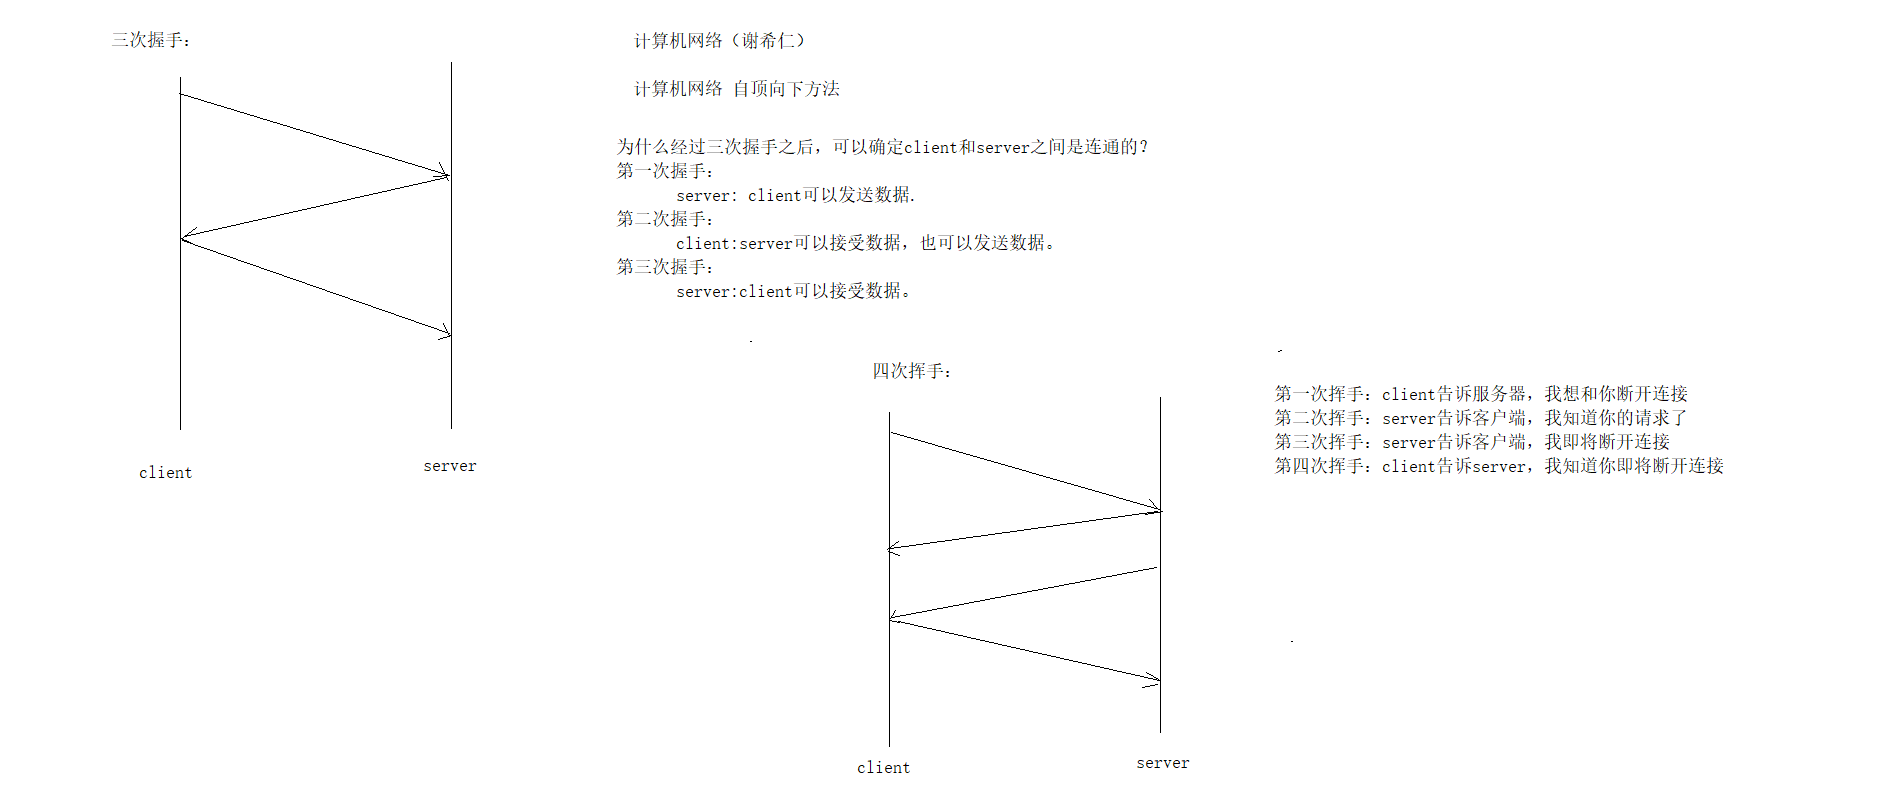 三次握手：
client
server
计算机网络（谢希仁）
计算机网络 自顶向下方法
为什么经过三次握手之后，可以确定client和server之间是连通的？
第一次握手：
server: client可以发送数据.
第二次握手：
client:server可以接受数据，也可以发送数据。
第三次握手：
server:client可以接受数据。
四次挥手：
client
server
第一次挥手：client告诉服务器，我想和你断开连接
第二次挥手：server告诉客户端，我知道你的请求了
第三次挥手：server告诉客户端，我即将断开连接
第四次挥手：client告诉server，我知道你即将断开连接